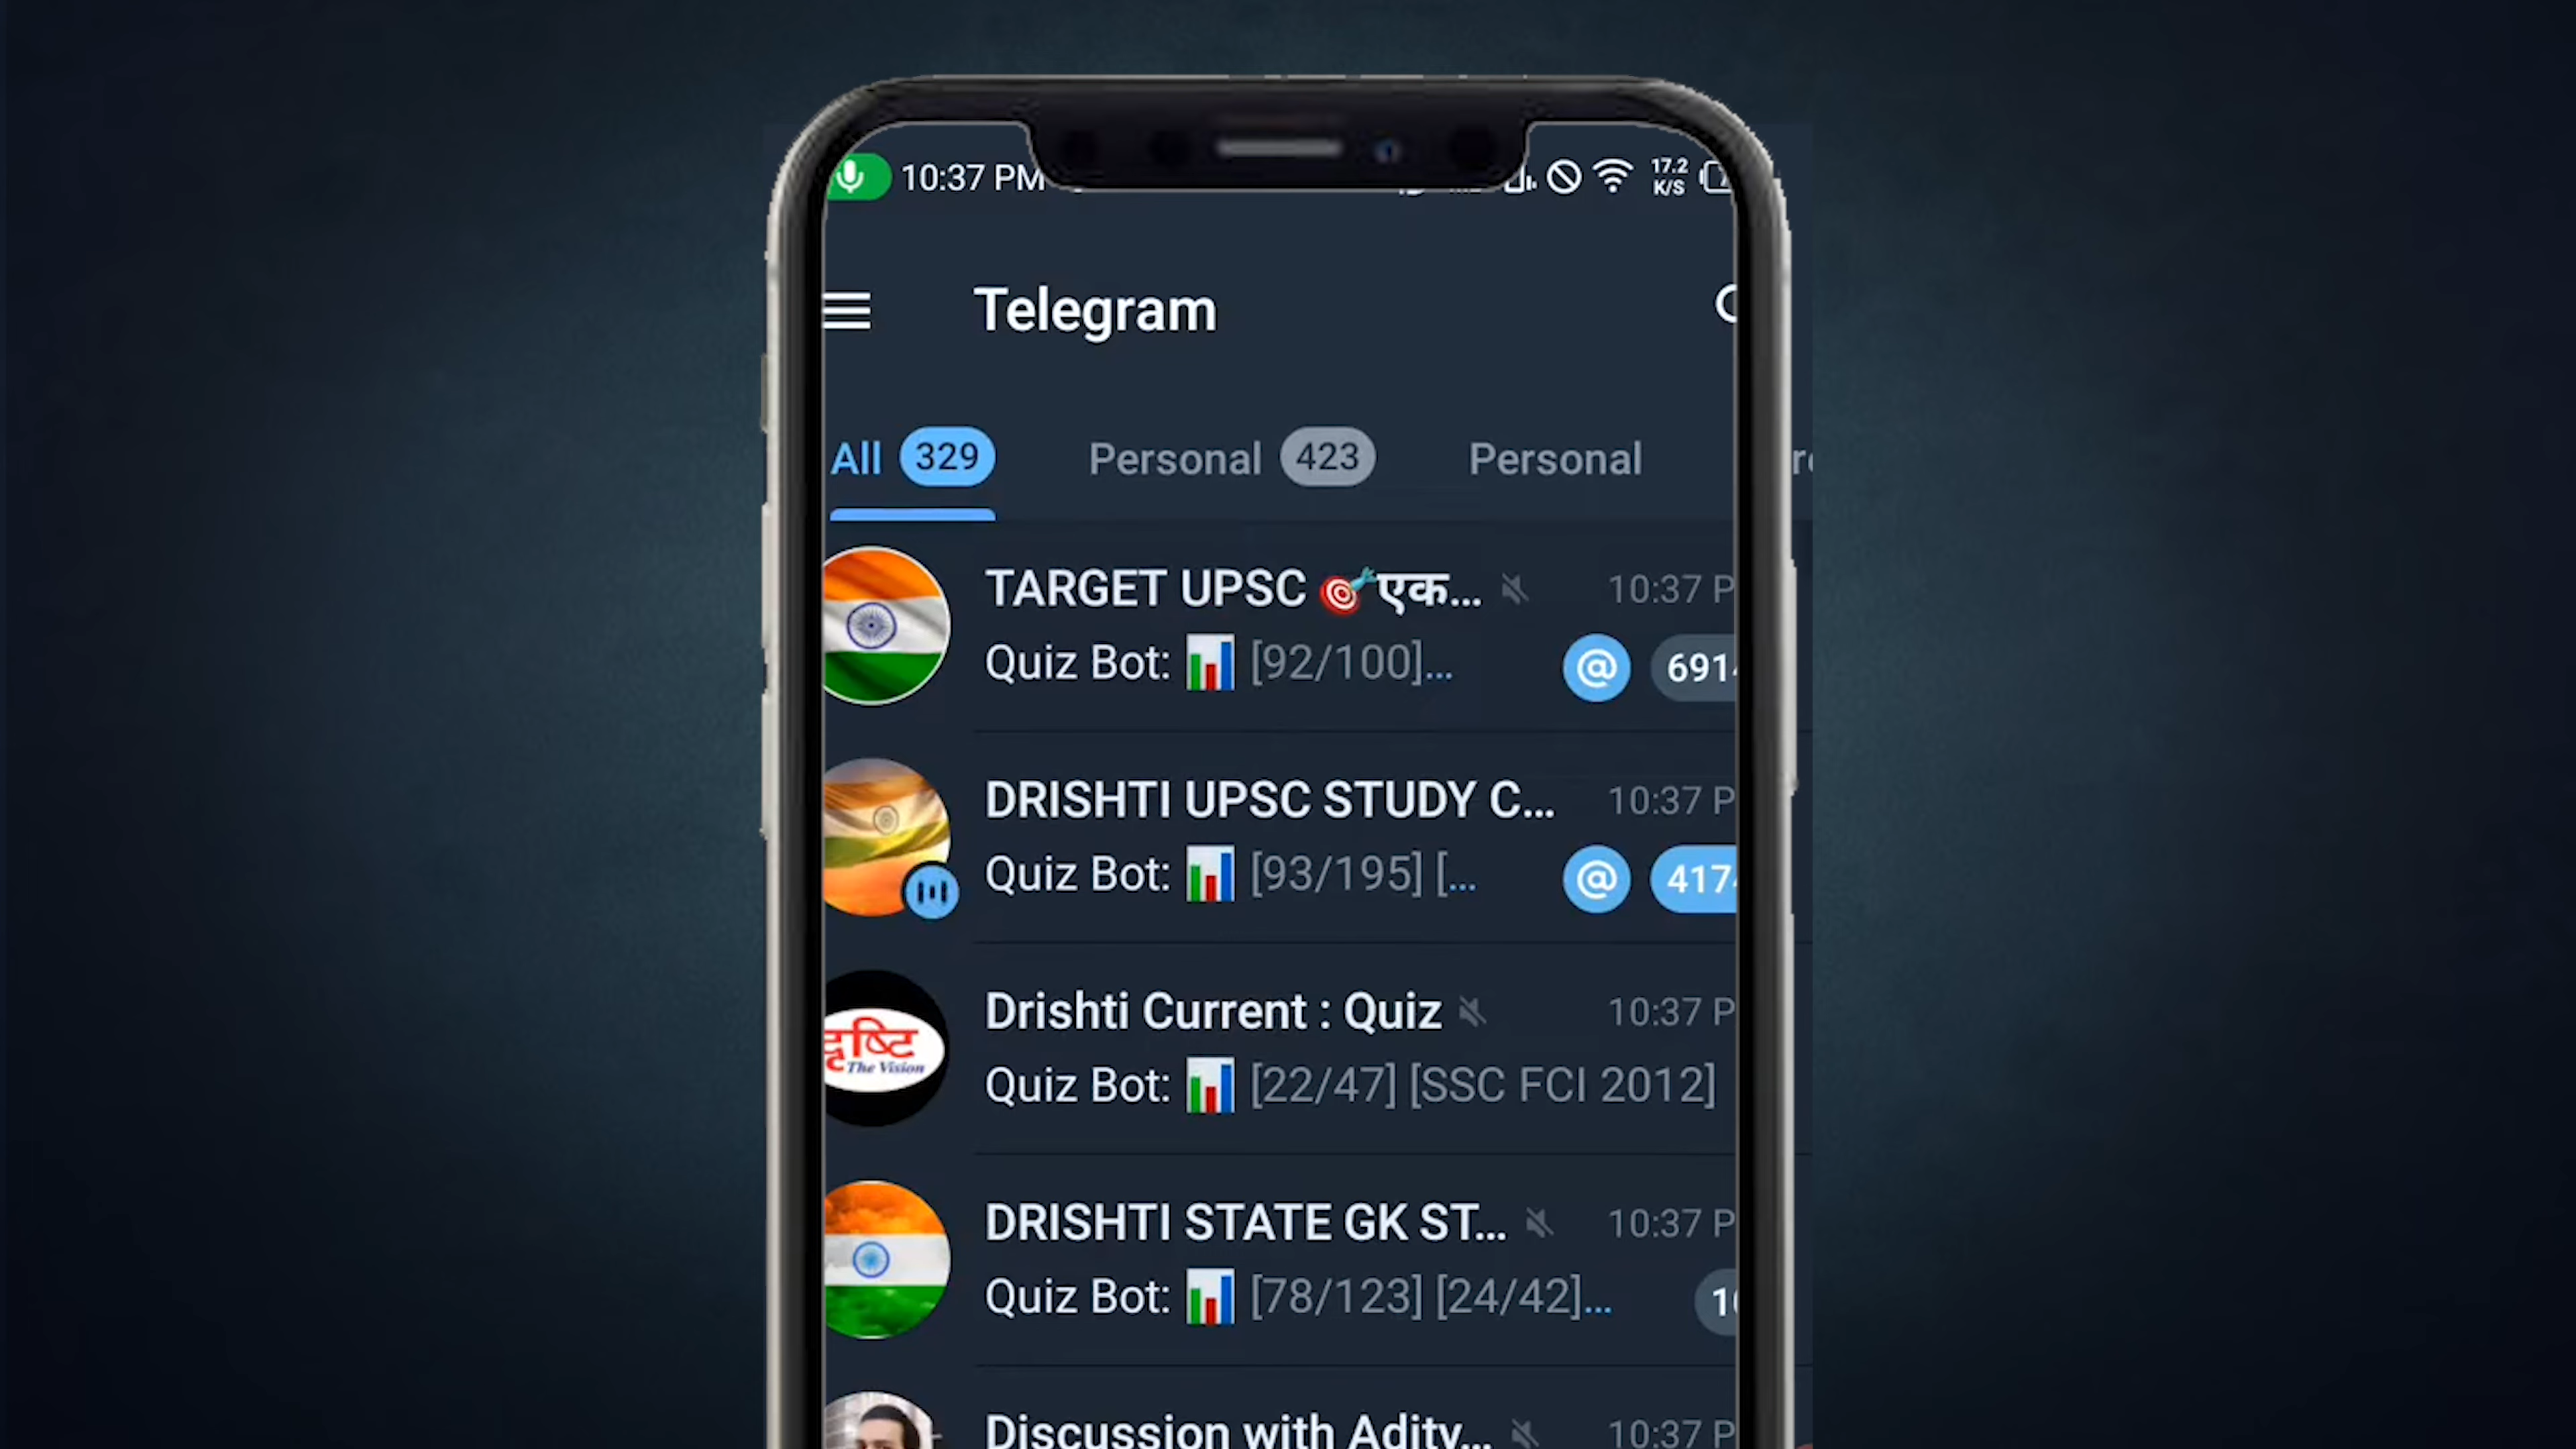 10:37 PM
17.2
K/S
Telegram
All 329
Personal 423
Personal
TARGET UPSC 🎯एक...
10:37 P
Quiz Bot: 📊 [92/100]...
@ 691
DRISHTI UPSC STUDY C...
10:37 P
Quiz Bot: 📊 [93/195] [...
@ 417
दृष्टि
The Vision
Drishti Current : Quiz
10:37 P
Quiz Bot: 📊 [22/47] [SSC FCI 2012]
DRISHTI STATE GK ST...
10:37 P
Quiz Bot: 📊 [78/123] [24/42]...
Discussion with Adity...
10:37 P